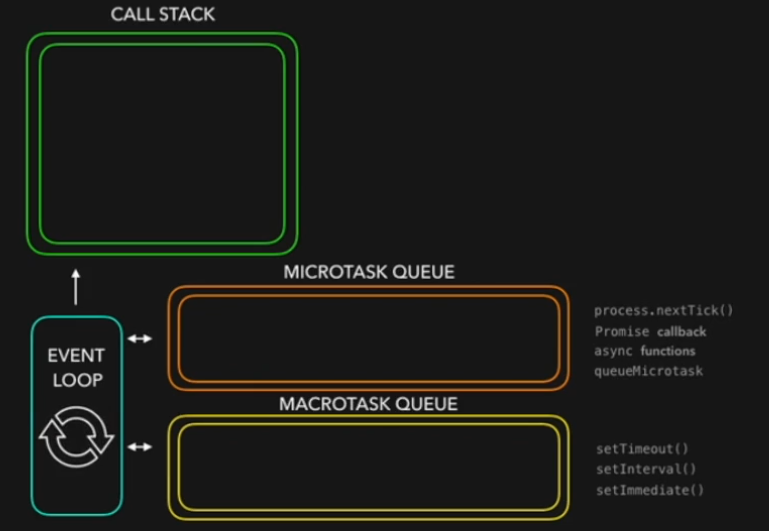 CALL STACK
MICROTASK QUEUE
process.nextTick()
Promise callback
async functions
queueMicrotask
EVENT
LOOP
MACROTASK QUEUE
setTimeout()
setInterval()
setImmediate()